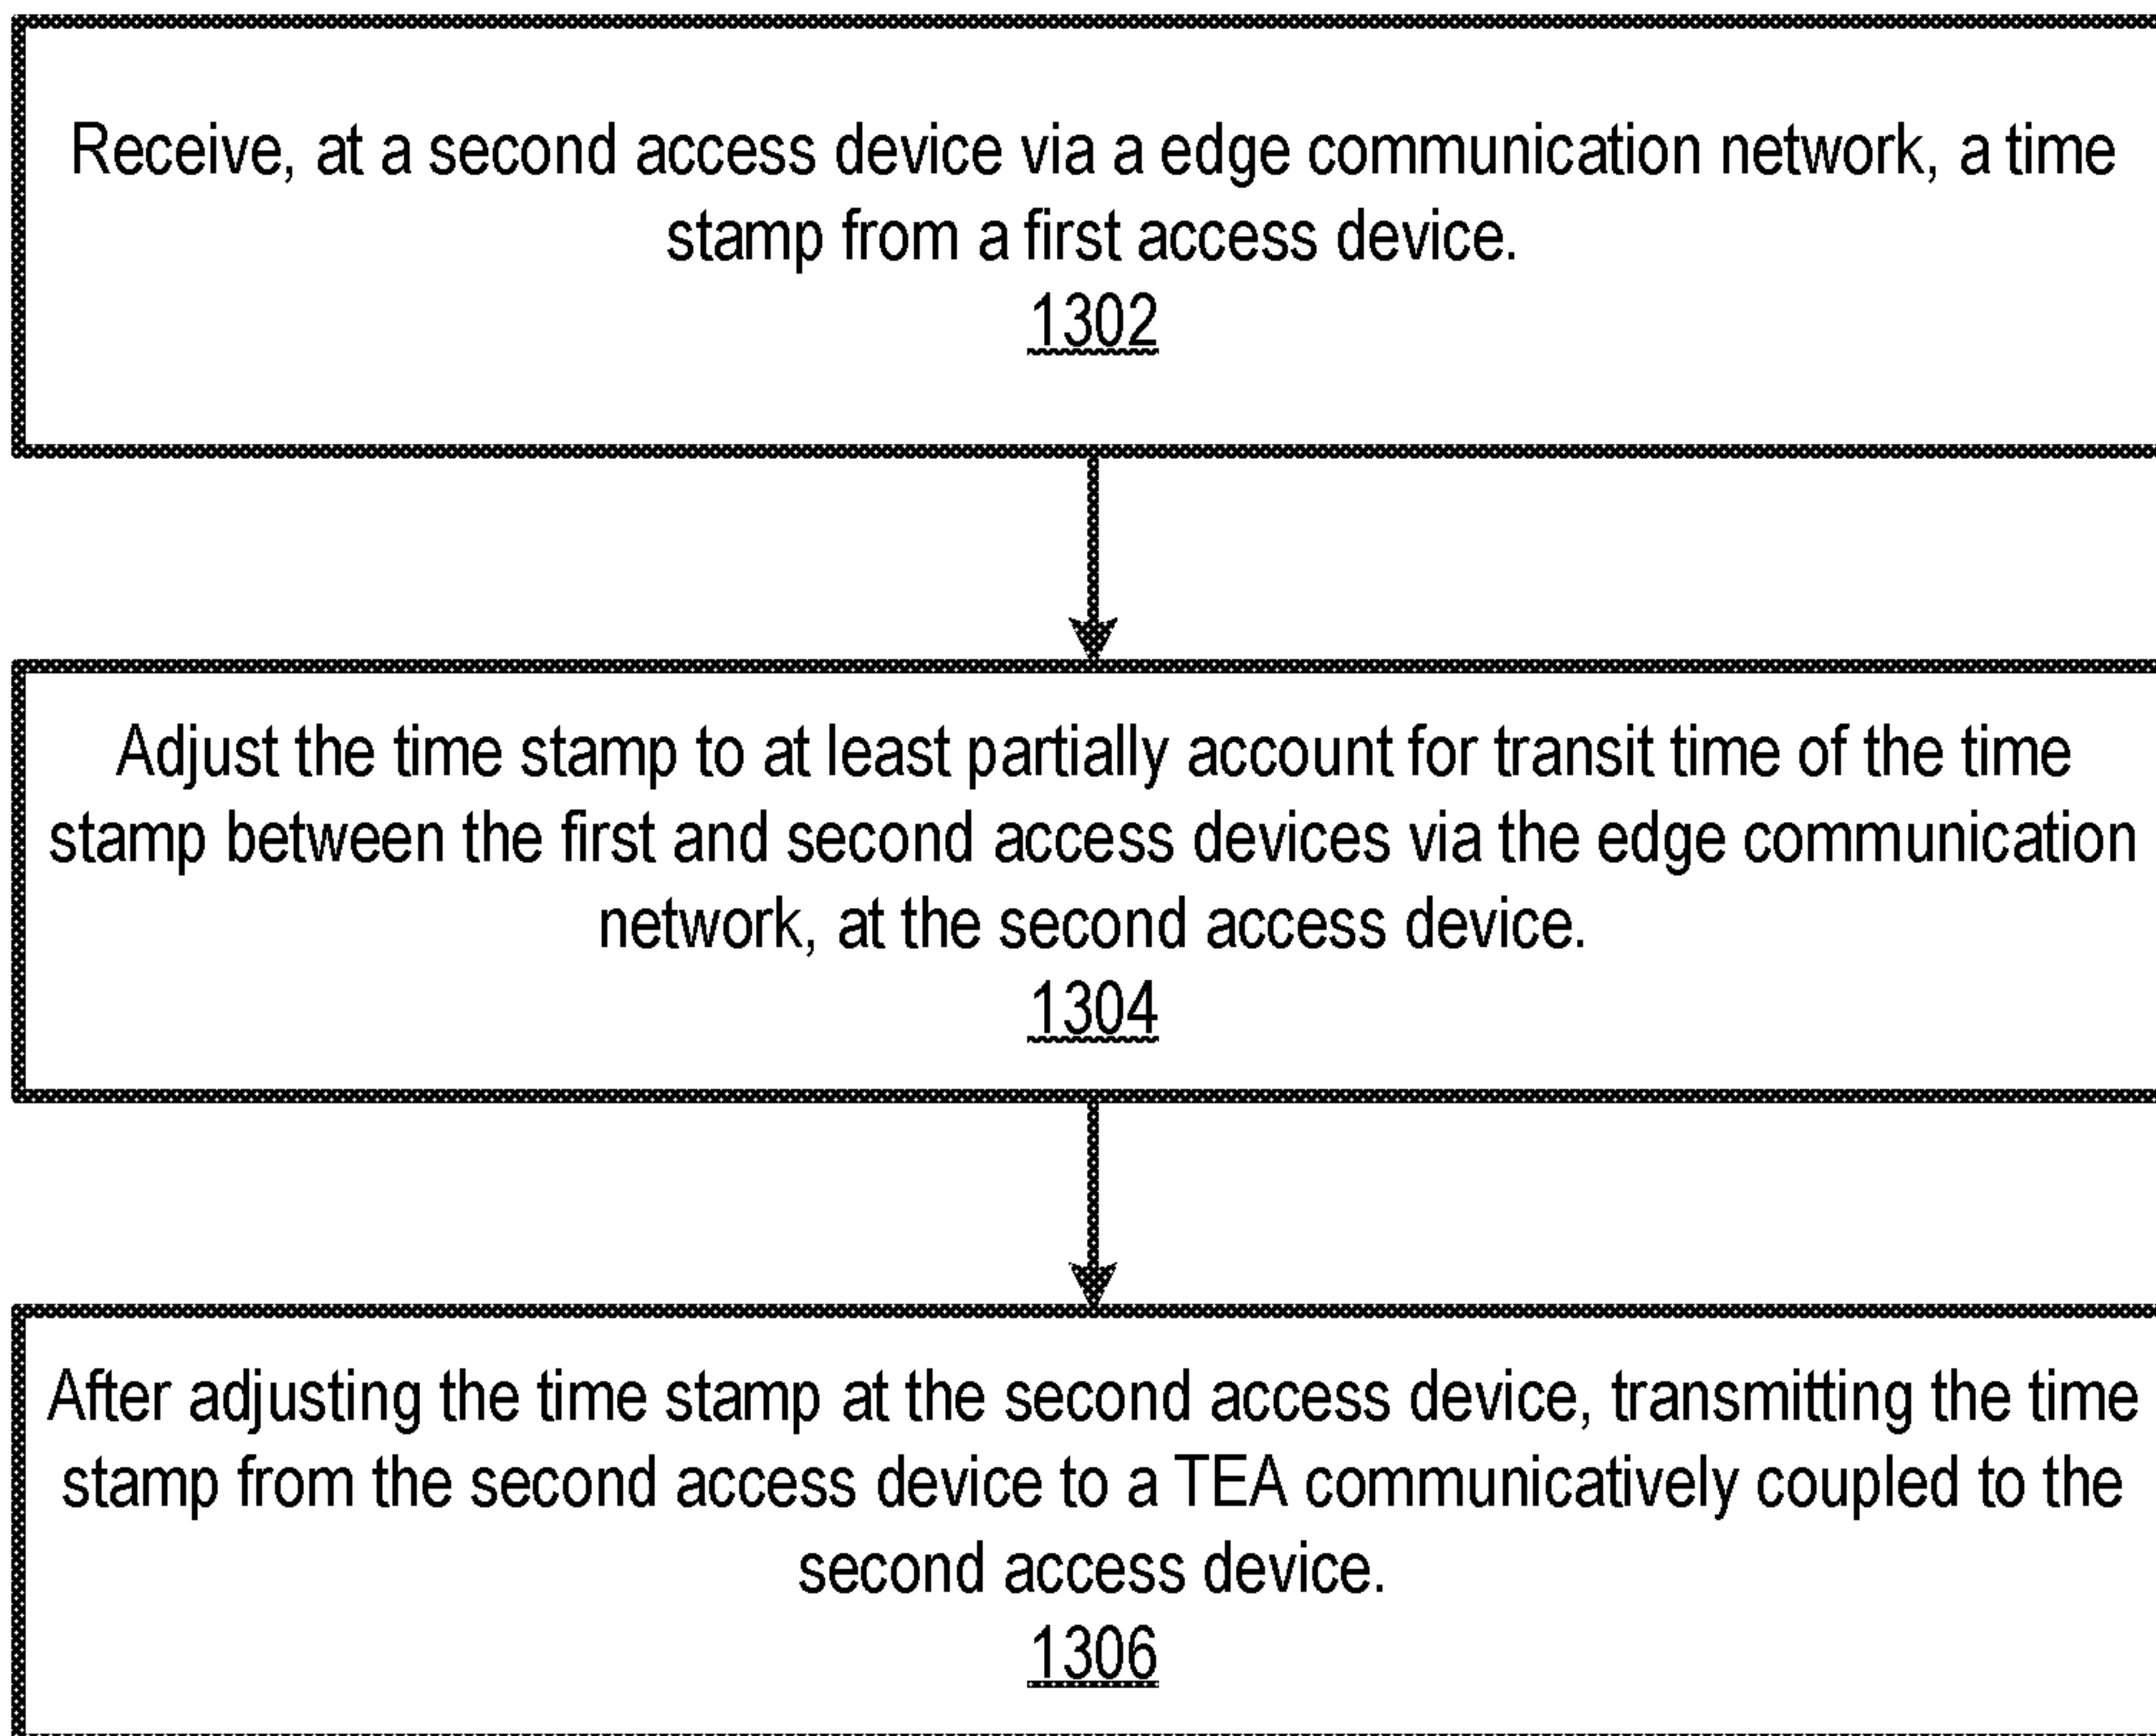 Receive, at a second access device via a edge communication network, a time
stamp from a first access device.
1302
Adjust the time stamp to at least partially account for transit time of the time
stamp between the first and second access devices via the edge communication
network, at the second access device.
1304
After adjusting the time stamp at the second access device, transmitting the time
stamp from the second access device to a TEA communicatively coupled to the
second access device.
1306